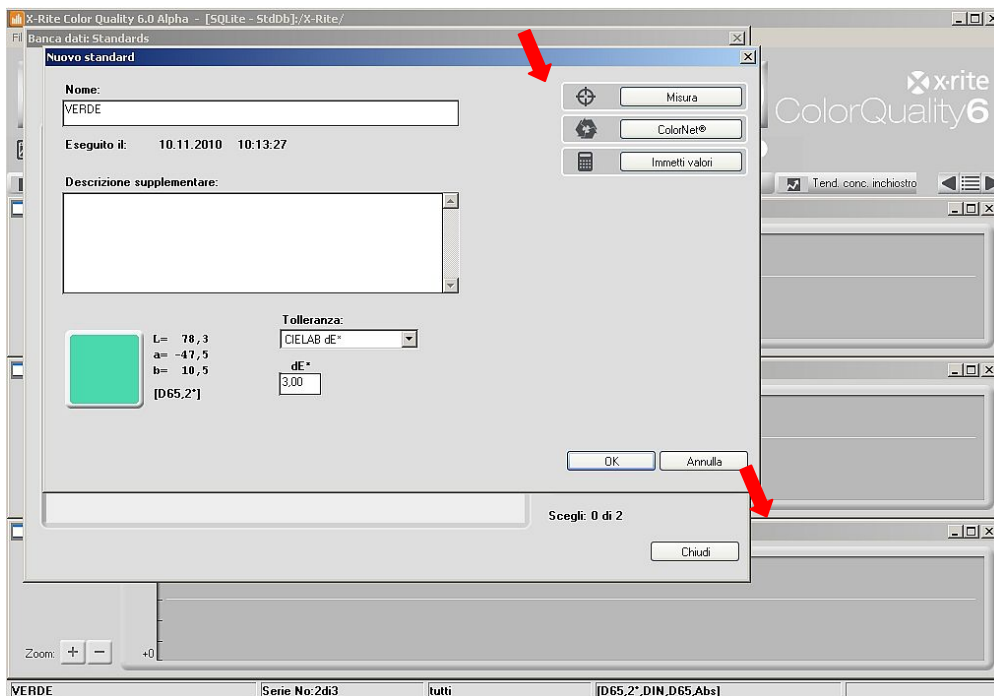 X-Rite Color Quality 6.0 Alpha - [SQLite - StdDb]:/X-Rite/
Banca dati: Standards
Nuovo standard
Nome:
VERDE
Eseguito il: 10.11.2010 10:13:27
Descrizione supplementare:
Misura
ColorNet®
Immetti valori
x-rite
ColorQuality6
Tend. conc. inchiostro
L= 78,3
a= -47,5
b= 10,5
[D65,2°]
Tolleranza:
CIELAB dE*
dE*
3,00
OK
Annulla
Scegli: 0 di 2
Chiudi
Zoom: + −
+0
VERDE
Serie No:2di3
tutti
[D65,2°,DIN,D65,Abs]